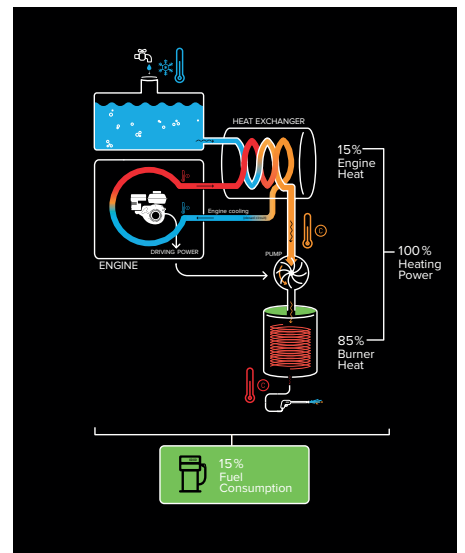 HEAT EXCHANGER
15%
Engine
Heat
Engine cooling
DRIVING POWER
ENGINE
C
PUMP
100%
Heating
Power
85%
Burner
Heat
C
15%
Fuel
Consumption